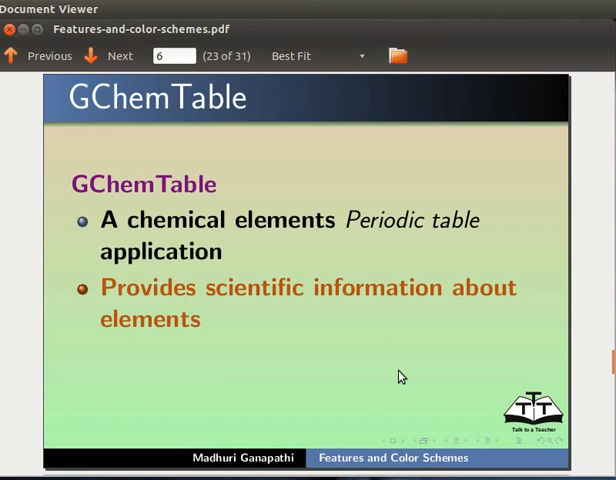 Document Viewer
Features-and-color-schemes.pdf
Previous Next 6 (23 of 31) Best Fit
GChemTable
GChemTable
A chemical elements Periodic table
application
Provides scientific information about
elements
T
T T
Talk to a Teacher
Madhuri Ganapathi Features and Color Schemes